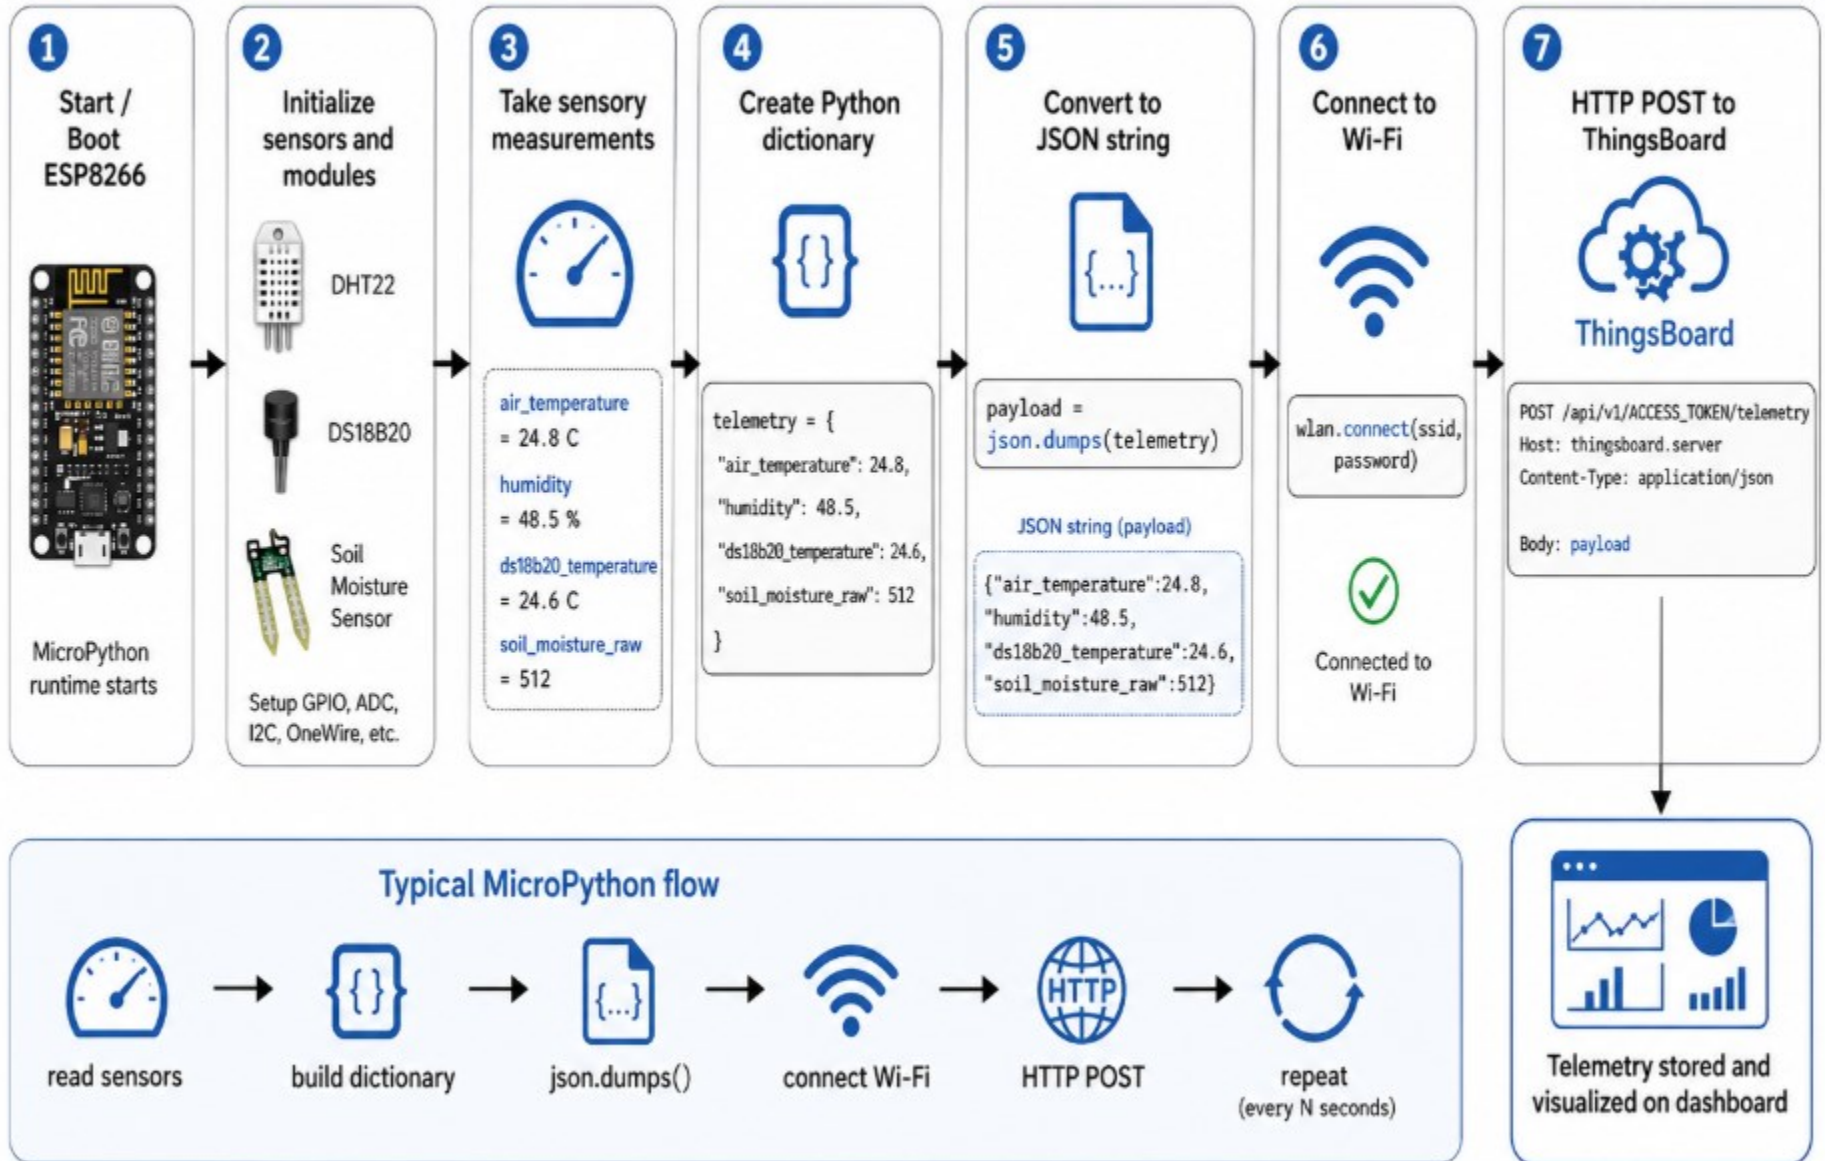 1
Start /
Boot
ESP8266
MicroPython
runtime starts
2
Initialize
sensors and
modules
DHT22
DS18B20
Soil
Moisture
Sensor
Setup GPIO, ADC,
I2C, OneWire, etc.
3
Take sensory
measurements
air_temperature
= 24.8 C
humidity
= 48.5 %
ds18b20_temperature
= 24.6 C
soil_moisture_raw
= 512
4
Create Python
dictionary
{}
telemetry = {
"air_temperature": 24.8,
"humidity": 48.5,
"ds18b20_temperature": 24.6,
"soil_moisture_raw": 512
}
5
Convert to
JSON string
{...}
payload =
json.dumps(telemetry)
JSON string (payload)
{"air_temperature":24.8,
"humidity":48.5,
"ds18b20_temperature":24.6,
"soil_moisture_raw":512}
6
Connect to
Wi-Fi
wlan.connect(ssid,
password)
Connected to
Wi-Fi
7
HTTP POST to
ThingsBoard
ThingsBoard
POST /api/v1/ACCESS_TOKEN/telemetry
Host: thingsboard.server
Content-Type: application/json
Body: payload
Typical MicroPython flow
{}
{...}
HTTP
read sensors
build dictionary
json.dumps()
connect Wi-Fi
HTTP POST
repeat
(every N seconds)
Telemetry stored and
visualized on dashboard